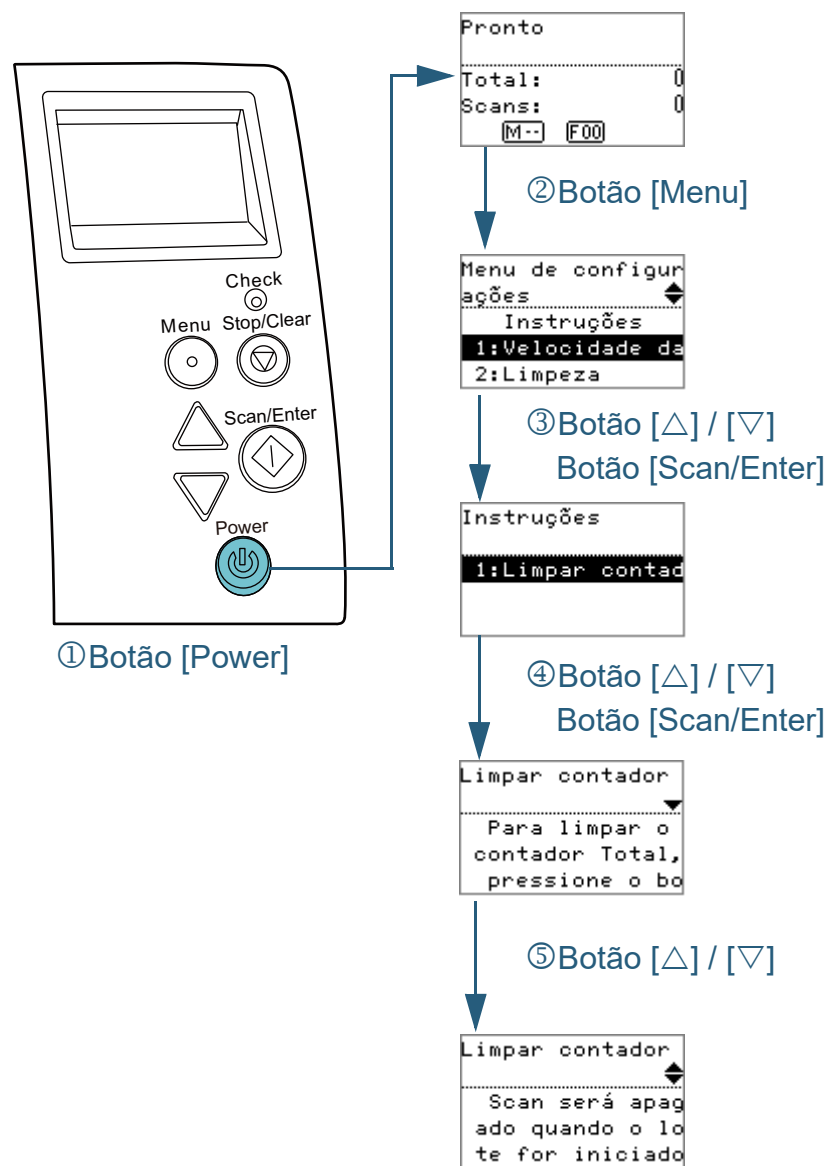 Check
Menu Stop/Clear
Scan/Enter
Power
①Botão [Power]
Pronto
Total: 0
Scans: 0
M-- F00
②Botão [Menu]
Menu de configur
ações
Instruções
1:Velocidade da
2:Limpeza
③Botão [△] / [▽]
Botão [Scan/Enter]
Instruções
1:Limpar contad
④Botão [△] / [▽]
Botão [Scan/Enter]
Limpar contador
Para limpar o
contador Total,
pressione o bo
⑤Botão [△] / [▽]
Limpar contador
Scan será apag
ado quando o lo
te for iniciado